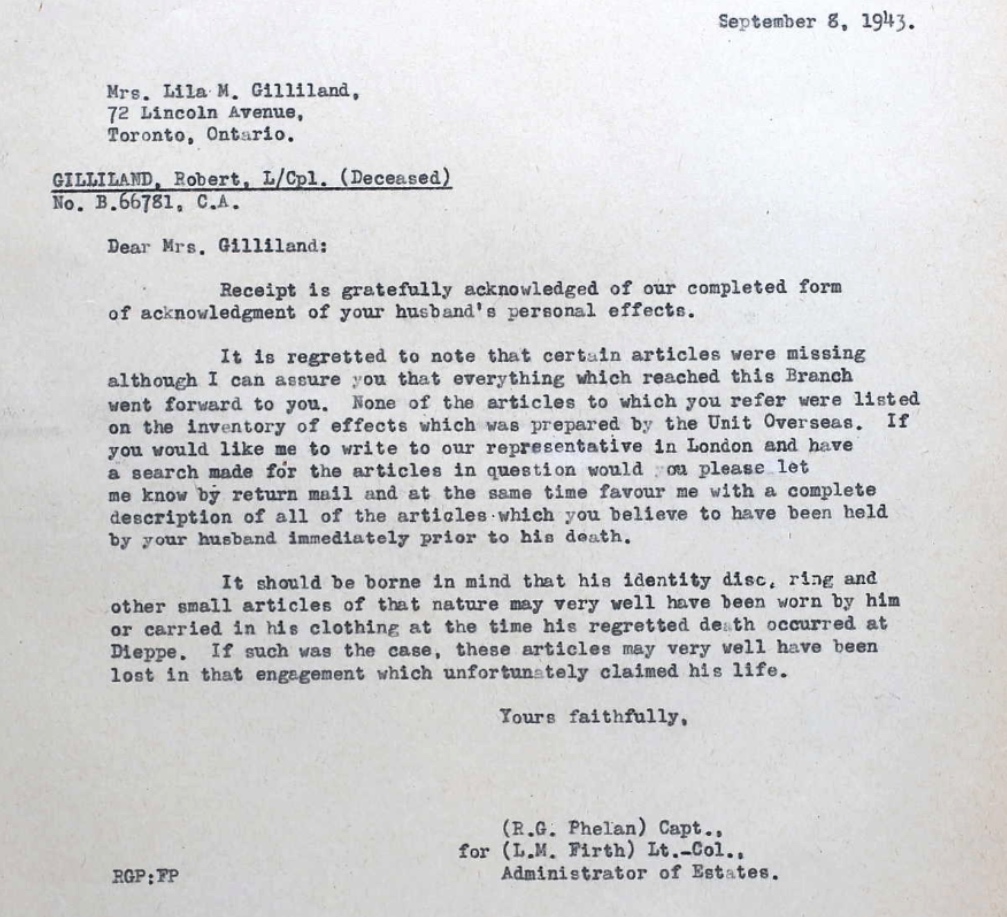 September 8, 1943.
Mrs. Lila M. Gilliland,
72 Lincoln Avenue,
Toronto, Ontario.
GILLILAND, Robert, L/Cpl. (Deceased)
No. B.66781, C.A.
Dear Mrs. Gilliland:
Receipt is gratefully acknowledged of our completed form
of acknowledgment of your husband's personal effects.
It is regretted to note that certain articles were missing
although I can assure you that everything which reached this Branch
went forward to you. None of the articles to which you refer were listed
on the inventory of effects which was prepared by the Unit Overseas. If
you would like me to write to our representative in London and have
a search made for the articles in question would you please let
me know by return mail and at the same time favour me with a complete
description of all of the articles which you believe to have been held
by your husband immediately prior to his death.
It should be borne in mind that his identity disc, ring and
other small articles of that nature may very well have been worn by him
or carried in his clothing at the time his regretted death occurred at
Dieppe. If such was the case, these articles may very well have been
lost in that engagement which unfortunately claimed his life.
Yours faithfully,
(R.G. Phelan) Capt.,
for (L.M. Firth) Lt.-Col.,
RGP:FP Administrator of Estates.